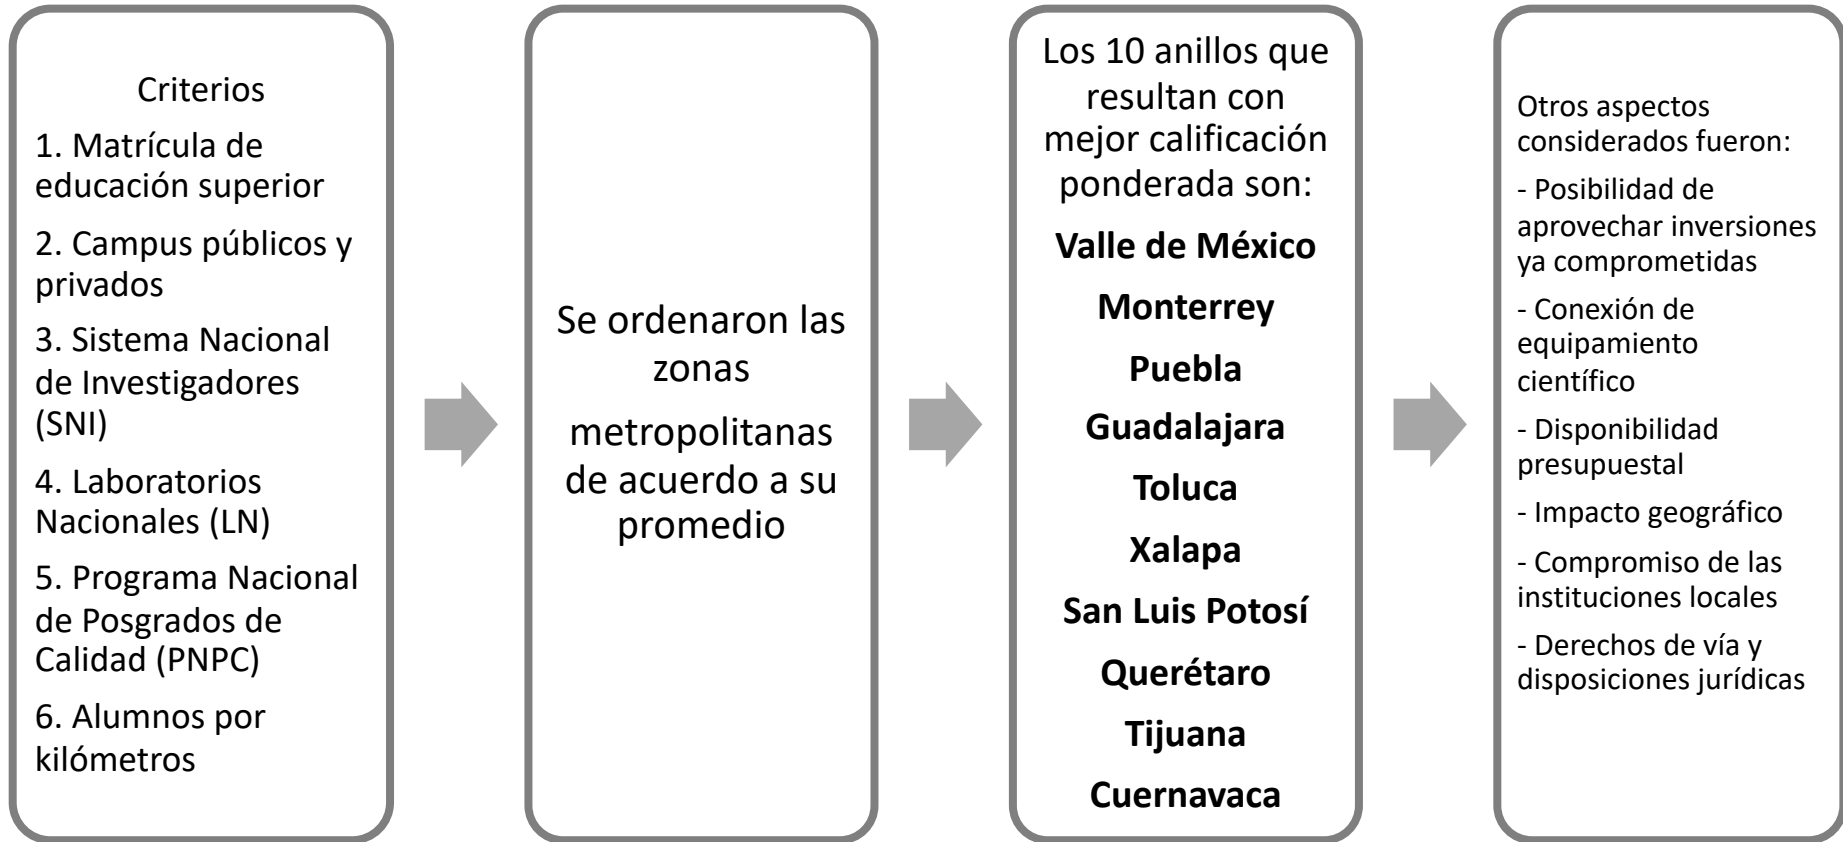 Criterios
1. Matrícula de
educación superior
2. Campus públicos y
privados
3. Sistema Nacional
de Investigadores
(SNI)
4. Laboratorios
Nacionales (LN)
5. Programa Nacional
de Posgrados de
Calidad (PNPC)
6. Alumnos por
kilómetros
Se ordenaron las
zonas
metropolitanas
de acuerdo a su
promedio
Los 10 anillos que
resultan con
mejor calificación
ponderada son:
Valle de México
Monterrey
Puebla
Guadalajara
Toluca
Xalapa
San Luis Potosí
Querétaro
Tijuana
Cuernavaca
Otros aspectos
considerados fueron:
- Posibilidad de
aprovechar inversiones
ya comprometidas
- Conexión de
equipamiento
científico
- Disponibilidad
presupuestal
- Impacto geográfico
- Compromiso de las
instituciones locales
- Derechos de vía y
disposiciones jurídicas